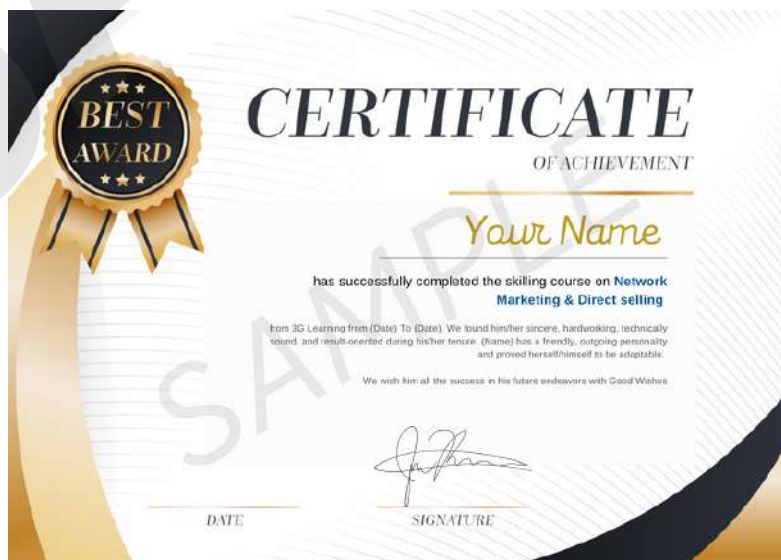 BEST
AWARD
CERTIFICATE
OF ACHIEVEMENT
Your Name
has successfully completed the skilling course on Network
Marketing & Direct selling
from 3G Learning from (Date) To (Date). We found him/her sincere, hardworking, technically
sound, and result-oriented during his/her tenure. (Name) has a friendly, outgoing personality
and proved herself/himself to be adaptable.
We wish him all the success in his future endeavors with Good Wishes
SAMPLE
DATE
SIGNATURE